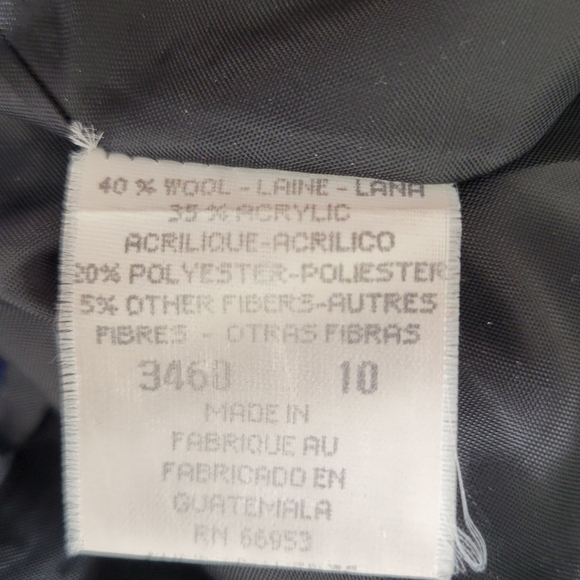 40 % WOOL - LAINE - LANA
35 % ACRYLIC
ACRILIQUE-ACRILICO
20% POLYESTER-POLIESTER
5% OTHER FIBERS-AUTRES
FIBRES - OTRAS FIBRAS
3460 10
MADE IN
FABRIQUE AU
FABRICADO EN
GUATEMALA
RN 66953